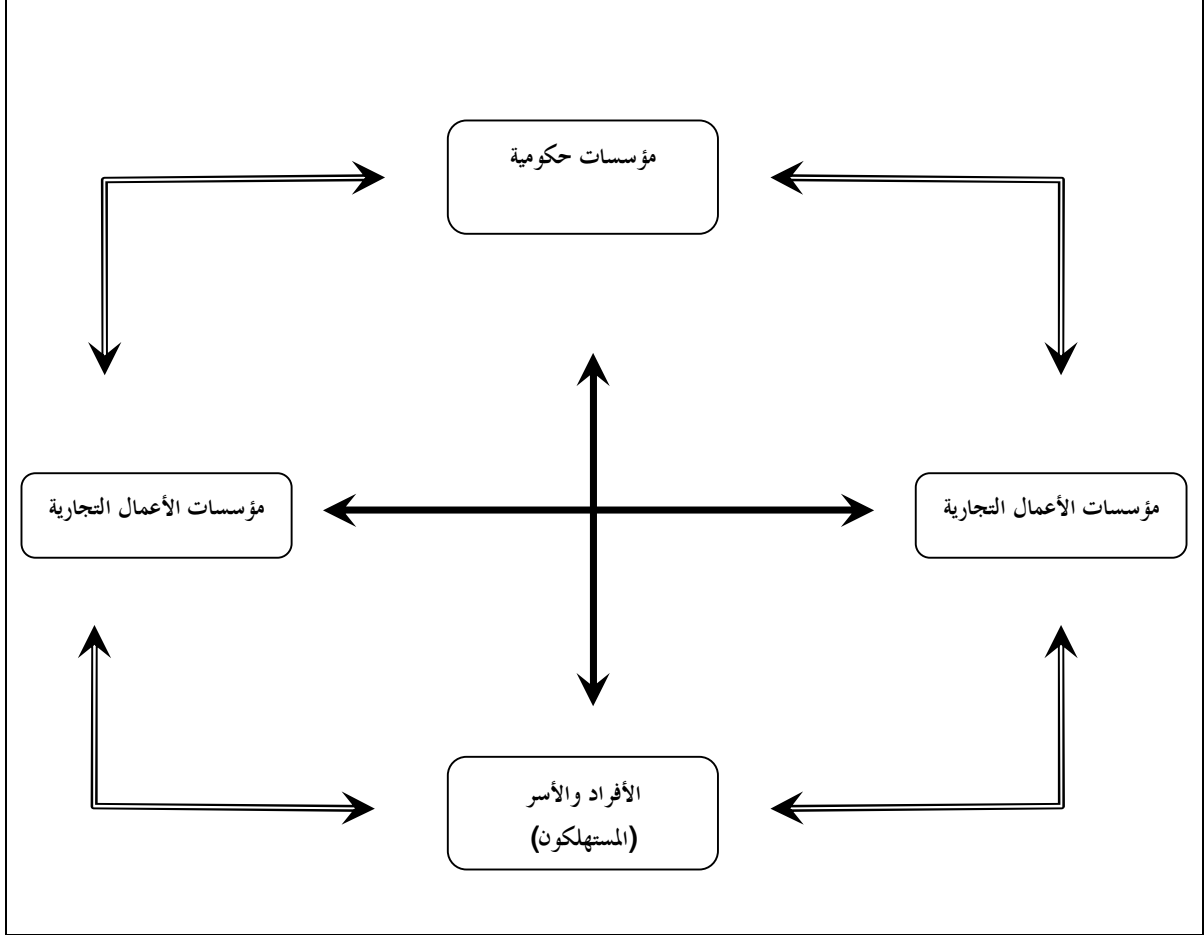 مؤسسات حكومية
مؤسسات الأعمال التجارية
مؤسسات الأعمال التجارية
الأفراد والأسر
(المستهلكون)